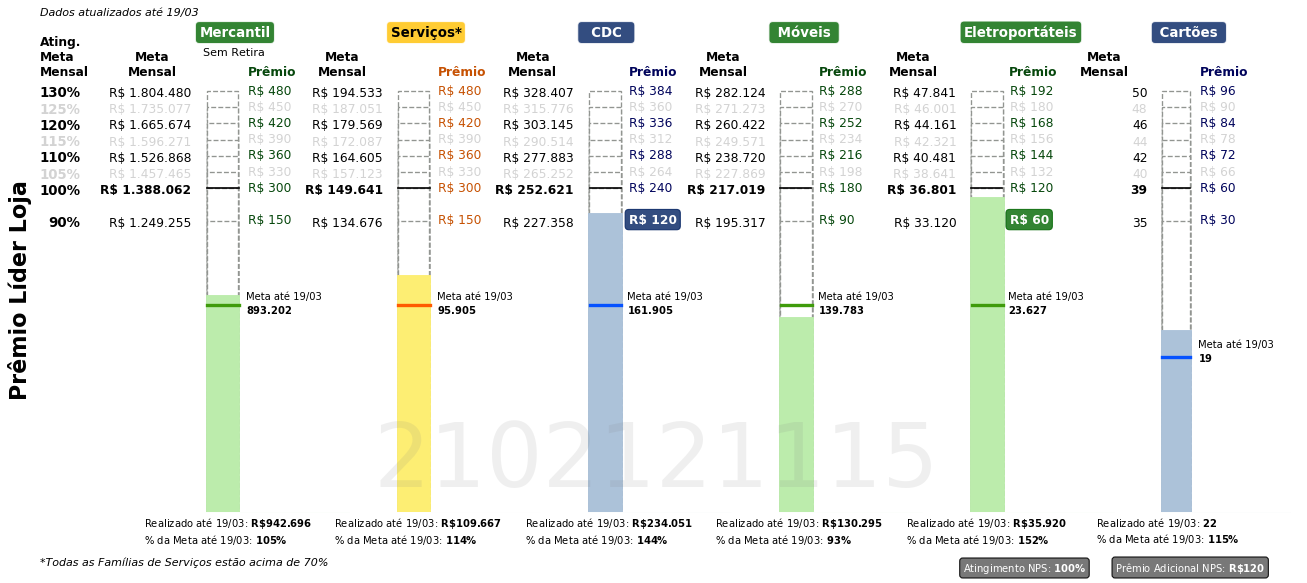 Dados atualizados até 19/03
Mercantil Serviços* CDC Móveis Eletroportáteis Cartões
Sem Retira
Ating. Meta Mensal Meta Mensal Prêmio Meta Mensal Prêmio Meta Mensal Prêmio Meta Mensal Prêmio Meta Mensal Prêmio Meta Mensal Prêmio
130% R$ 1.804.480 R$ 480 R$ 194.533 R$ 480 R$ 328.407 R$ 384 R$ 282.124 R$ 288 R$ 47.841 R$ 192 50 R$ 96
125% R$ 1.735.077 R$ 450 R$ 187.051 R$ 450 R$ 315.776 R$ 360 R$ 271.273 R$ 270 R$ 46.001 R$ 180 48 R$ 90
120% R$ 1.665.674 R$ 420 R$ 179.569 R$ 420 R$ 303.145 R$ 336 R$ 260.422 R$ 252 R$ 44.161 R$ 168 46 R$ 84
115% R$ 1.596.271 R$ 390 R$ 172.087 R$ 390 R$ 290.514 R$ 312 R$ 249.571 R$ 234 R$ 42.321 R$ 156 44 R$ 78
110% R$ 1.526.868 R$ 360 R$ 164.605 R$ 360 R$ 277.883 R$ 288 R$ 238.720 R$ 216 R$ 40.481 R$ 144 42 R$ 72
105% R$ 1.457.465 R$ 330 R$ 157.123 R$ 330 R$ 265.252 R$ 264 R$ 227.869 R$ 198 R$ 38.641 R$ 132 40 R$ 66
100% R$ 1.388.062 R$ 300 R$ 149.641 R$ 300 R$ 252.621 R$ 240 R$ 217.019 R$ 180 R$ 36.801 R$ 120 39 R$ 60
90% R$ 1.249.255 R$ 150 R$ 134.676 R$ 150 R$ 227.358 R$ 120 R$ 195.317 R$ 90 R$ 33.120 R$ 60 35 R$ 30
Prêmio Líder Loja
Meta até 19/03 Meta até 19/03 Meta até 19/03 Meta até 19/03 Meta até 19/03
893.202 95.905 161.905 139.783 23.627
Meta até 19/03
19
2102121115
Realizado até 19/03: R$942.696 Realizado até 19/03: R$109.667 Realizado até 19/03: R$234.051 Realizado até 19/03: R$130.295 Realizado até 19/03: R$35.920 Realizado até 19/03: 22
% da Meta até 19/03: 105% % da Meta até 19/03: 114% % da Meta até 19/03: 144% % da Meta até 19/03: 93% % da Meta até 19/03: 152% % da Meta até 19/03: 115%
*Todas as Famílias de Serviços estão acima de 70%
Atingimento NPS: 100% Prêmio Adicional NPS: R$120